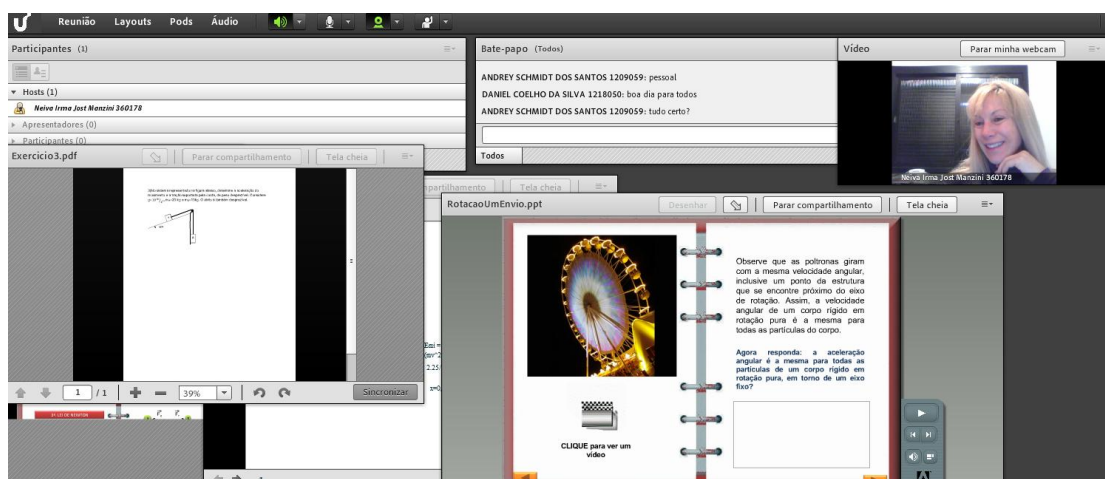 Reunião Layouts Pods Áudio
Participantes (1)
Hosts (1)
Neiva Irma Jost Manzini 360178
Apresentadores (0)
Participantes (0)
Bate-papo (Todos)
ANDREY SCHMIDT DOS SANTOS 1209059: pessoal
DANIEL COELHO DA SILVA 1218050: boa dia para todos
ANDREY SCHMIDT DOS SANTOS 1209059: tudo certo?
Todos
Vídeo Parar minha webcam
Neiva Irma Jost Manzini 360178
Exercicio3.pdf Parar compartilhamento Tela cheia
1 / 1 39% Sincronizar
Tela cheia
RotacaoUmEnvio.ppt Desenhar Parar compartilhamento Tela cheia
Observe que as poltronas giram
com a mesma velocidade angular,
inclusive um ponto da estrutura
que se encontre próximo do eixo
de rotação. Assim, a velocidade
angular de um corpo rígido em
rotação pura é a mesma para
todas as partículas do corpo.
Agora responda: a aceleração
angular é a mesma para todas as
partículas de um corpo rígido em
rotação pura, em torno de um eixo
fixo?
CLIQUE para ver um
vídeo